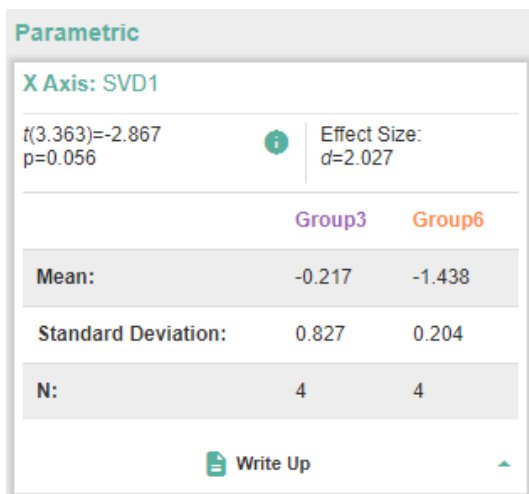 Parametric
X Axis: SVD1
t(3.363)=-2.867
p=0.056
Effect Size:
d=2.027
Group3 Group6
Mean: -0.217 -1.438
Standard Deviation: 0.827 0.204
N: 4 4
Write Up